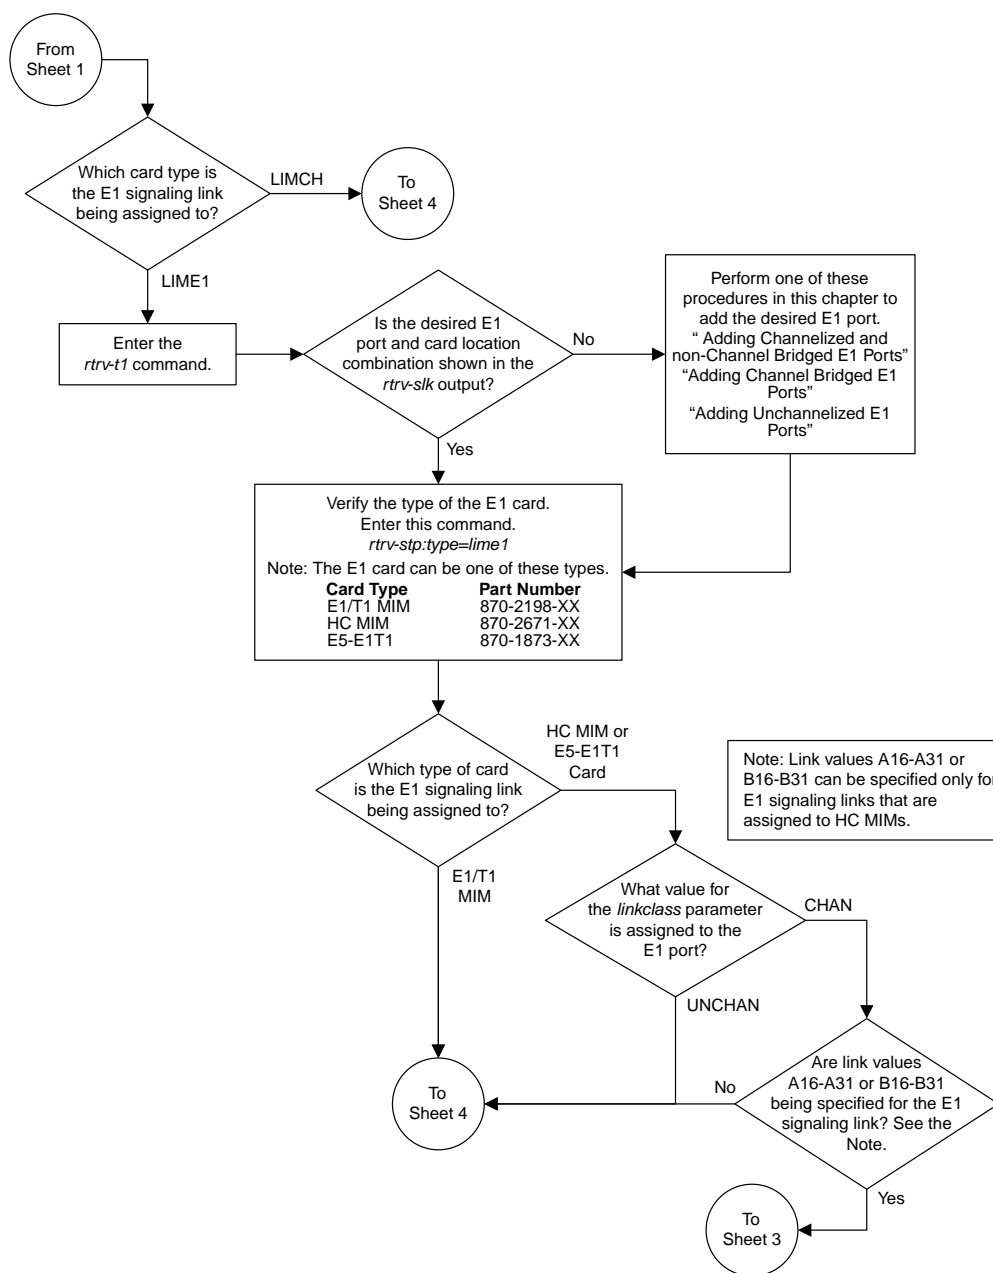 From
Sheet 1
Which card type is
the E1 signaling link
being assigned to?
LIMCH
To
Sheet 4
LIME1
Enter the
rtrv-t1 command.
Is the desired E1
port and card location
combination shown in the
rtrv-slk output?
No
Perform one of these
procedures in this chapter to
add the desired E1 port.
“ Adding Channelized and
non-Channel Bridged E1 Ports”
“Adding Channel Bridged E1
Ports”
“Adding Unchannelized E1
Ports”
Yes
Verify the type of the E1 card.
Enter this command.
rtrv-stp:type=lime1
Note: The E1 card can be one of these types.
Card Type Part Number
E1/T1 MIM 870-2198-XX
HC MIM 870-2671-XX
E5-E1T1 870-1873-XX
Which type of card
is the E1 signaling link
being assigned to?
HC MIM or
E5-E1T1
Card
Note: Link values A16-A31 or
B16-B31 can be specified only for
E1 signaling links that are
assigned to HC MIMs.
E1/T1
MIM
What value for
the linkclass parameter
is assigned to the
E1 port?
CHAN
UNCHAN
Are link values
A16-A31 or B16-B31
being specified for the E1
signaling link? See the
Note.
No
To
Sheet 4
Yes
To
Sheet 3